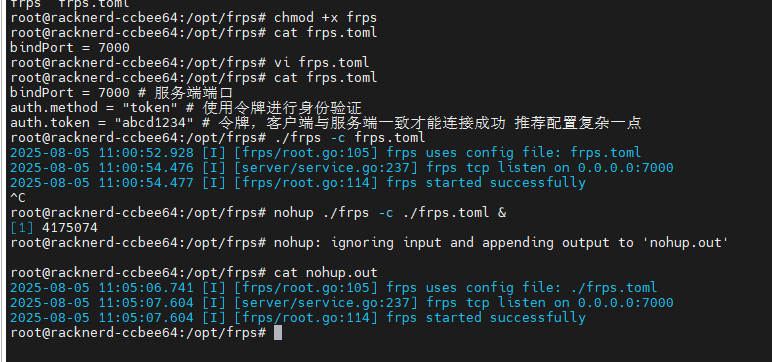 frps  frps.toml
root@racknerd-ccbee64:/opt/frps# chmod +x frps
root@racknerd-ccbee64:/opt/frps# cat frps.toml
bindPort = 7000
root@racknerd-ccbee64:/opt/frps# vi frps.toml
root@racknerd-ccbee64:/opt/frps# cat frps.toml
bindPort = 7000 # 服务端端口
auth.method = "token" # 使用令牌进行身份验证
auth.token = "abcd1234" # 令牌，客户端与服务端一致才能连接成功 推荐配置复杂一点
root@racknerd-ccbee64:/opt/frps# ./frps -c frps.toml
2025-08-05 11:00:52.928 [I] [frps/root.go:105] frps uses config file: frps.toml
2025-08-05 11:00:54.476 [I] [server/service.go:237] frps tcp listen on 0.0.0.0:7000
2025-08-05 11:00:54.477 [I] [frps/root.go:114] frps started successfully
^C
root@racknerd-ccbee64:/opt/frps# nohup ./frps -c ./frps.toml &
[1] 4175074
root@racknerd-ccbee64:/opt/frps# nohup: ignoring input and appending output to 'nohup.out'
root@racknerd-ccbee64:/opt/frps# cat nohup.out
2025-08-05 11:05:06.741 [I] [frps/root.go:105] frps uses config file: ./frps.toml
2025-08-05 11:05:07.604 [I] [server/service.go:237] frps tcp listen on 0.0.0.0:7000
2025-08-05 11:05:07.604 [I] [frps/root.go:114] frps started successfully
root@racknerd-ccbee64:/opt/frps#